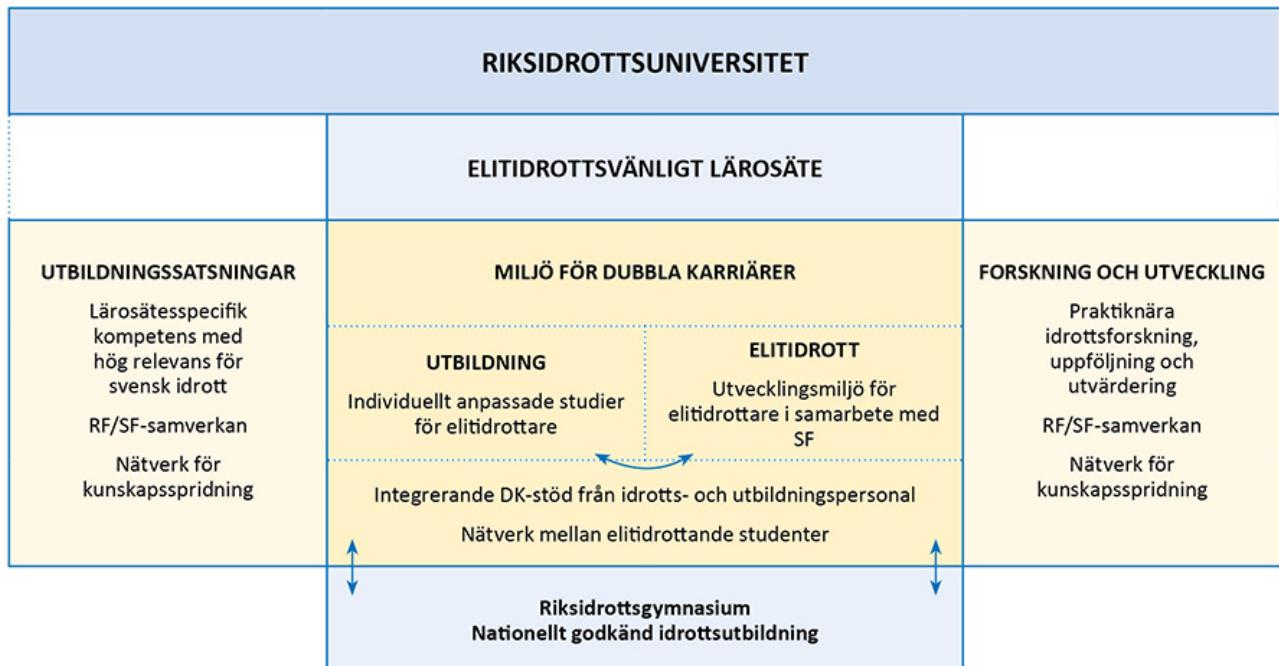 RIKSIDROTTSUNIVERSITET
ELITIDROTTSVÄNLIGT LÄROSÄTE
UTBILDNINGSSATSNINGAR
Lärosätesspecifik
kompetens med
hög relevans för
svensk idrott
RF/SF-samverkan
Nätverk för
kunskapsspridning
MILJÖ FÖR DUBBLA KARRIÄRER
UTBILDNING
Individuellt anpassade studier
för elitidrottare
ELITIDROTT
Utvecklingsmiljö för
elitidrottare i samarbete med
SF
Integrerande DK-stöd från idrotts- och utbildningspersonal
Nätverk mellan elitidrottande studenter
FORSKNING OCH UTVECKLING
Praktiknära
idrottsforskning,
uppföljning och
utvärdering
RF/SF-samverkan
Nätverk för
kunskapsspridning
Riksidrottsgymnasium
Nationellt godkänd idrottsutbildning